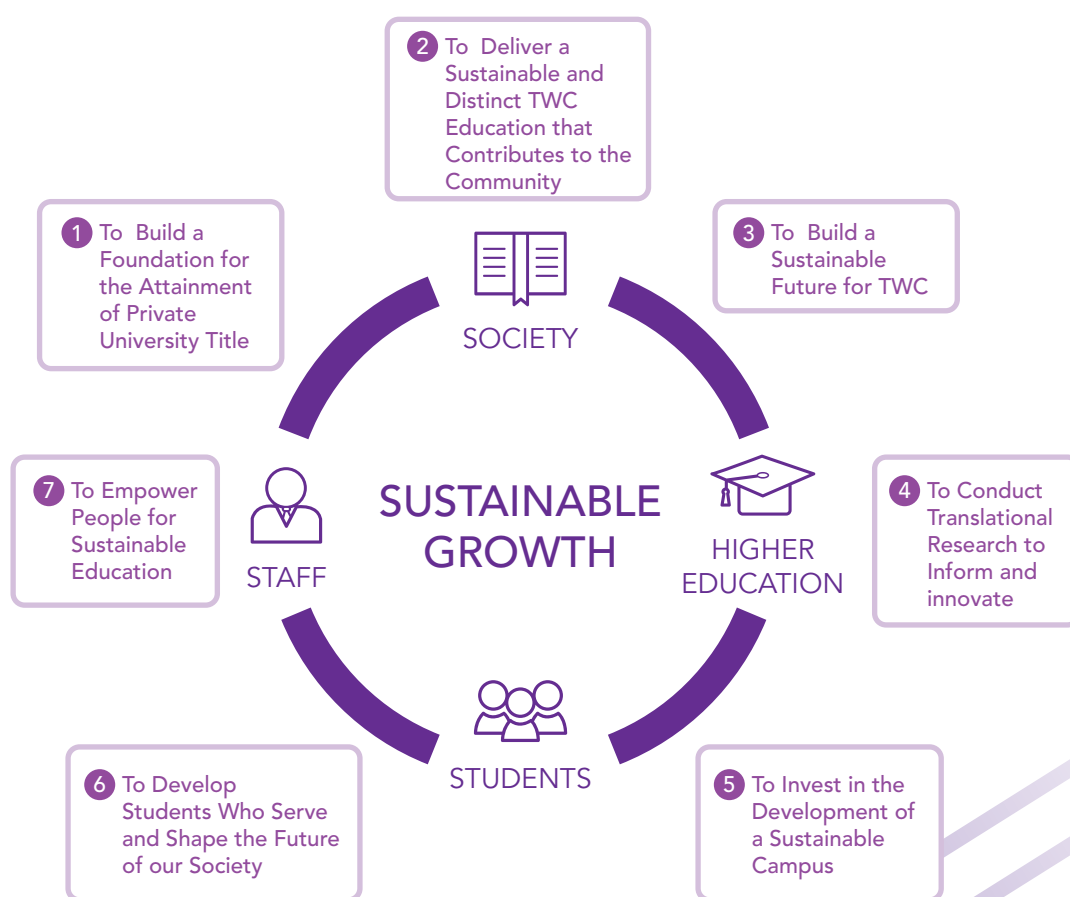 1 To Build a
Foundation for
the Attainment
of Private
University Title
2 To Deliver a
Sustainable and
Distinct TWC
Education that
Contributes to the
Community
3 To Build a
Sustainable
Future for TWC
4 To Conduct
Translational
Research to
Inform and
innovate
5 To Invest in the
Development of
a Sustainable
Campus
6 To Develop
Students Who Serve
and Shape the Future
of our Society
7 To Empower
People for
Sustainable
Education
SOCIETY
HIGHER
EDUCATION
STUDENTS
STAFF
SUSTAINABLE
GROWTH